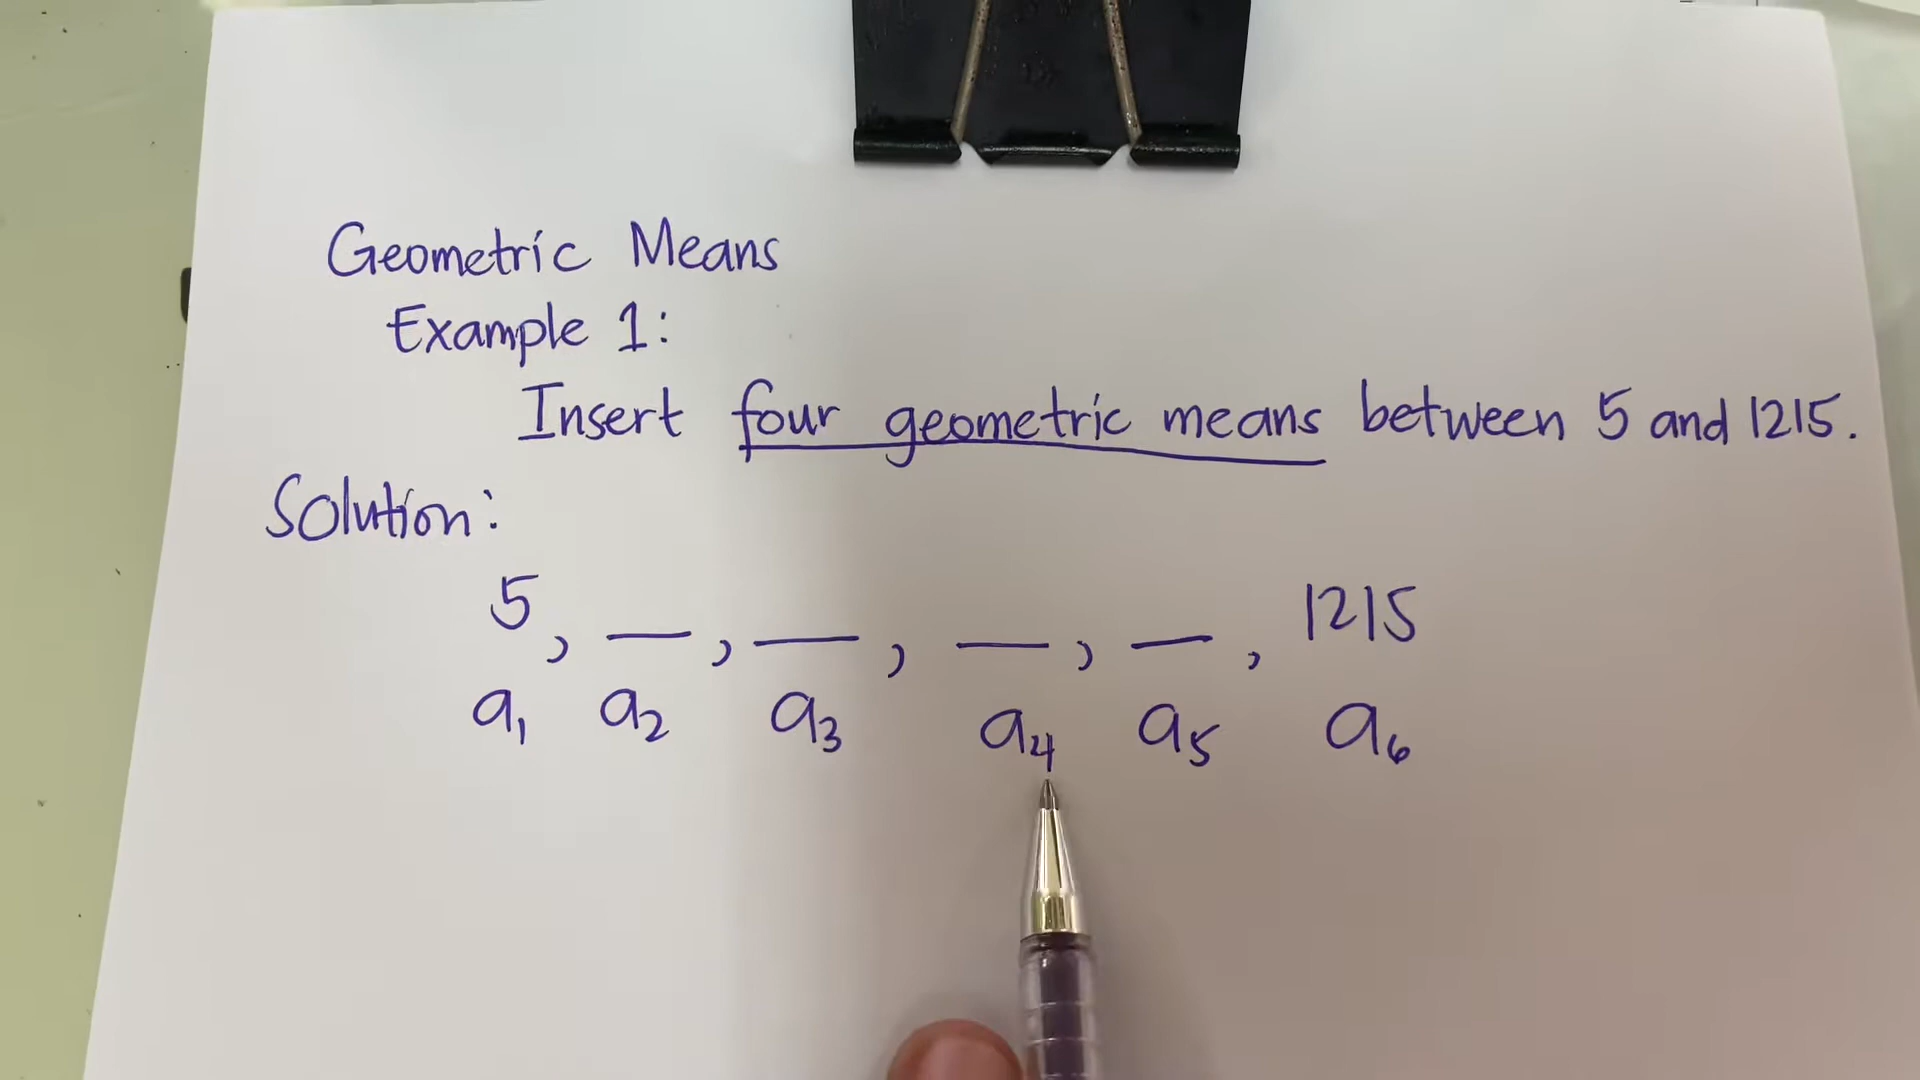 Geometric Means
Example 1:
Insert four geometric means between 5 and 1215.
Solution:
5, __, __, __, __, 1215
a₁ a₂ a₃ a₄ a₅ a₆